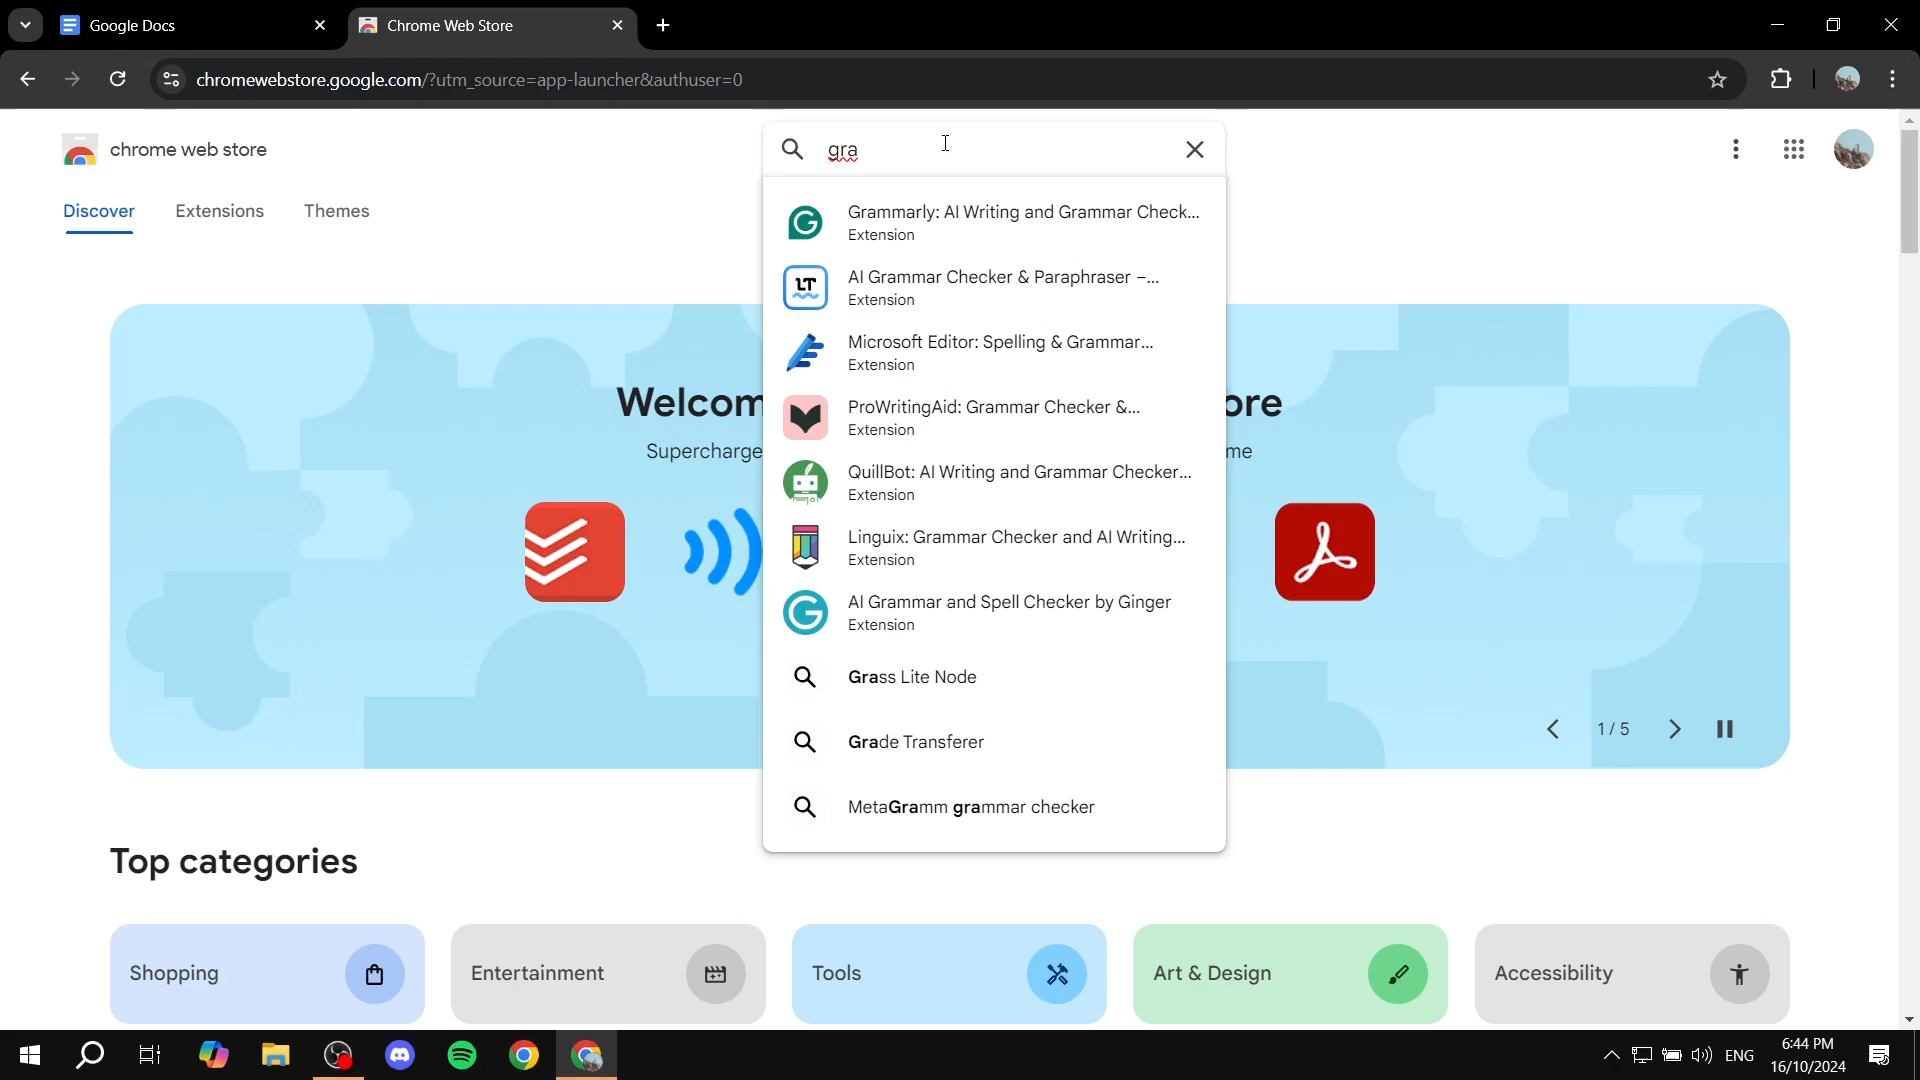 Google Docs
Chrome Web Store
chromewebstore.google.com/?utm_source=app-launcher&authuser=0
chrome web store
gra
Discover
Extensions
Themes
Grammarly: AI Writing and Grammar Check...
Extension
AI Grammar Checker & Paraphraser –...
Extension
Microsoft Editor: Spelling & Grammar...
Extension
ProWritingAid: Grammar Checker &...
Extension
QuillBot: AI Writing and Grammar Checker...
Extension
Linguix: Grammar Checker and AI Writing...
Extension
AI Grammar and Spell Checker by Ginger
Extension
Grass Lite Node
Grade Transferer
MetaGramm grammar checker
Welcom
ore
Supercharge
me
1 / 5
Top categories
Shopping
Entertainment
Tools
Art & Design
Accessibility
ENG
6:44 PM
16/10/2024